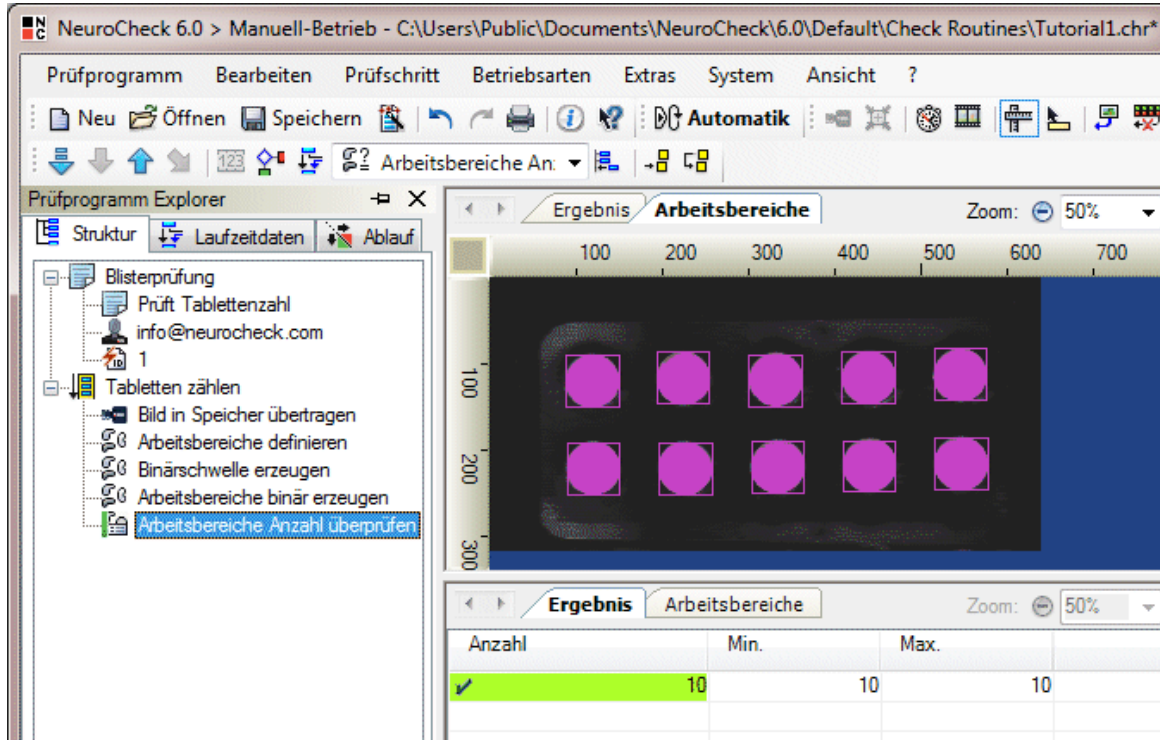 NeuroCheck 6.0 > Manuell-Betrieb - C:\Users\Public\Documents\NeuroCheck\6.0\Default\Check Routines\Tutorial1.chr*
Prüfprogramm Bearbeiten Prüfschritt Betriebsarten Extras System Ansicht ?
Neu Öffnen Speichern Automatik
123 Arbeitsbereiche An:
Prüfprogramm Explorer
Struktur Laufzeitdaten Ablauf
Blisterprüfung
Prüft Tablettenzahl
info@neurocheck.com
1
Tabletten zählen
Bild in Speicher übertragen
Arbeitsbereiche definieren
Binärschwelle erzeugen
Arbeitsbereiche binär erzeugen
Arbeitsbereiche Anzahl überprüfen
Ergebnis Arbeitsbereiche Zoom: 50%
100 200 300 400 500 600 700
100
200
300
Ergebnis Arbeitsbereiche Zoom: 50%
Anzahl Min. Max.
10 10 10